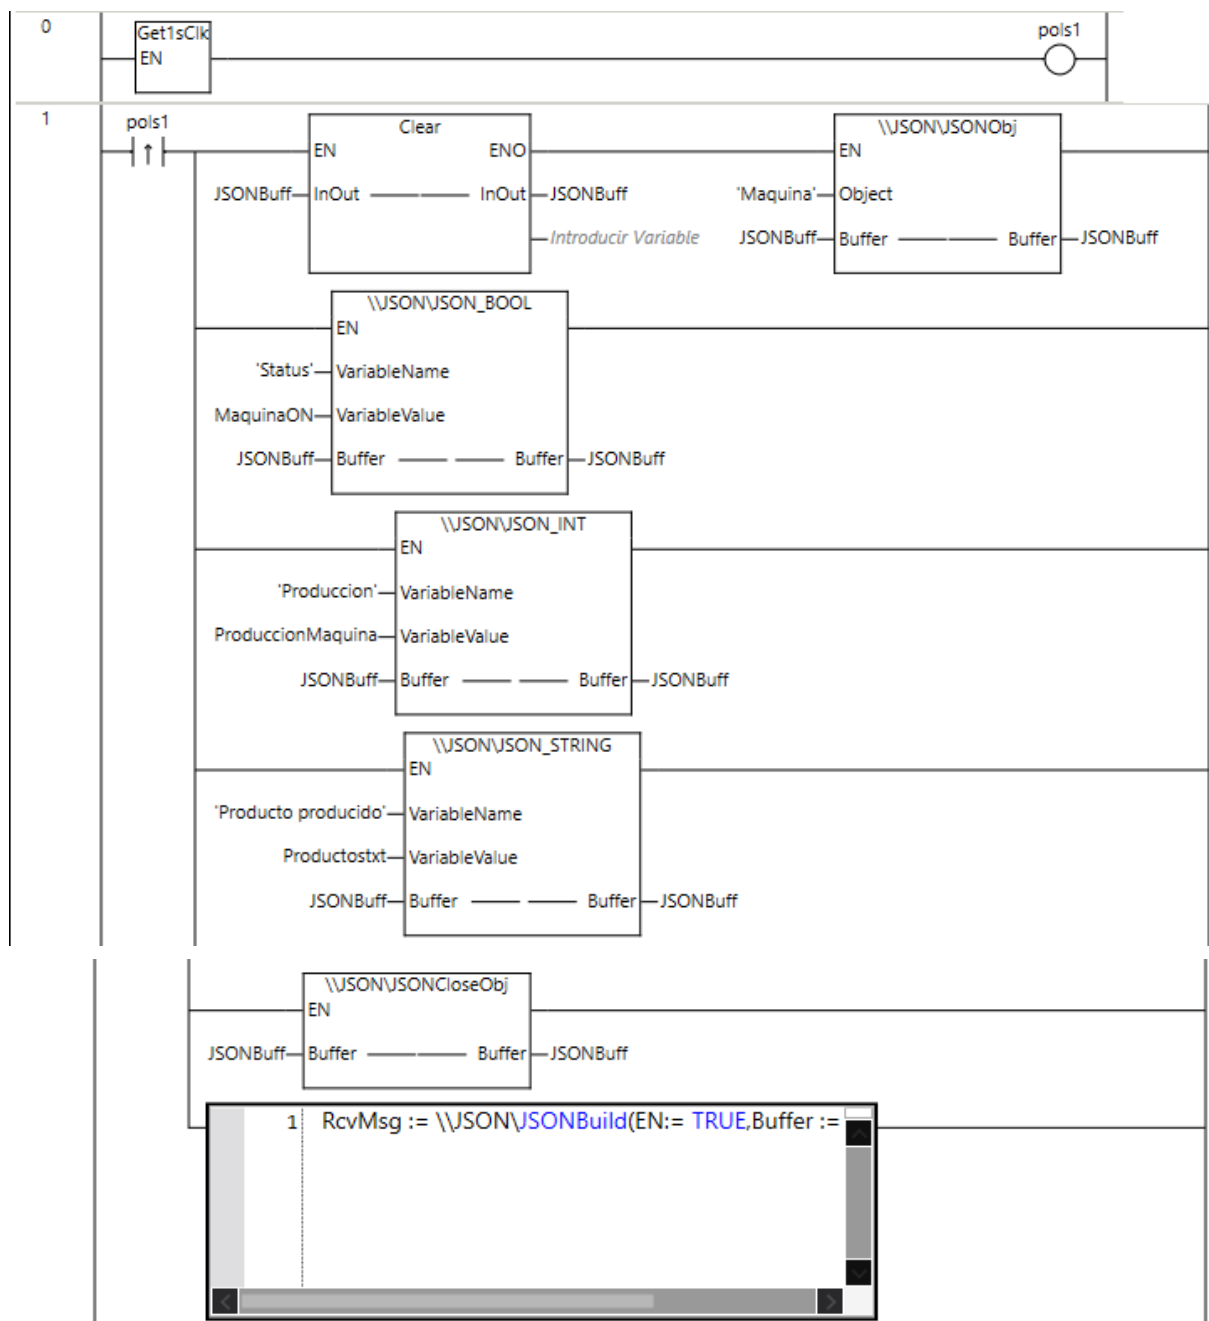 0
Get1sClk
EN
pols1
1
pols1
Clear
EN ENO
JSONBuff InOut InOut JSONBuff
Introducir Variable
\\JSON\JSONObj
EN
'Maquina' Object
JSONBuff Buffer Buffer JSONBuff
\\JSON\JSON_BOOL
EN
'Status' VariableName
MaquinaON VariableValue
JSONBuff Buffer Buffer JSONBuff
\\JSON\JSON_INT
EN
'Produccion' VariableName
ProduccionMaquina VariableValue
JSONBuff Buffer Buffer JSONBuff
\\JSON\JSON_STRING
EN
'Producto producido' VariableName
Productostxt VariableValue
JSONBuff Buffer Buffer JSONBuff
\\JSON\JSONCloseObj
EN
JSONBuff Buffer Buffer JSONBuff
1 RcvMsg := \\JSON\JSONBuild(EN:= TRUE,Buffer :=